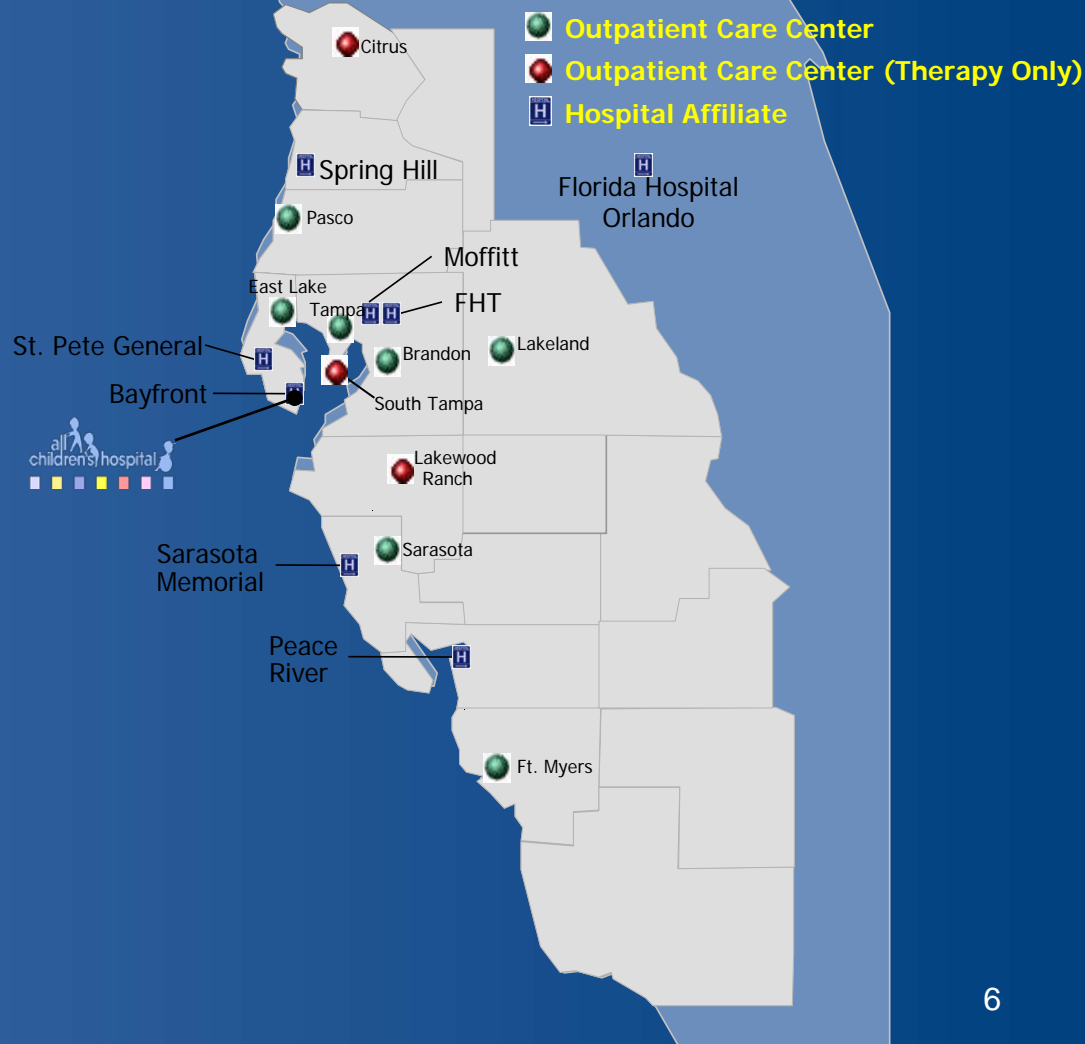 Outpatient Care Center
Outpatient Care Center (Therapy Only)
Hospital Affiliate
Citrus
Spring Hill
Florida Hospital
Orlando
Pasco
Moffitt
East Lake
Tampa
FHT
St. Pete General
Brandon
Lakeland
Bayfront
South Tampa
all
children's hospital
Lakewood
Ranch
Sarasota
Sarasota
Memorial
Peace
River
Ft. Myers
6